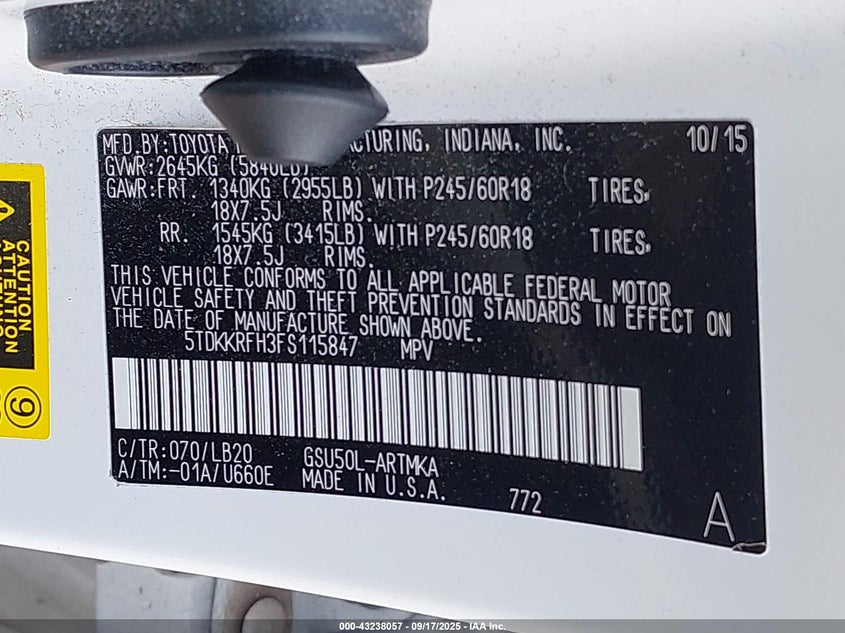 MFD.BY:TOYOTA INDIANA, INC. 10/15
GVWR:2645KG (5840LB)
GAWR:FRT. 1340KG (2955LB) WITH P245/60R18 TIRES,
18X7.5J RIMS.
RR. 1545KG (3415LB) WITH P245/60R18 TIRES,
18X7.5J RIMS.
THIS VEHICLE CONFORMS TO ALL APPLICABLE FEDERAL MOTOR
VEHICLE SAFETY AND THEFT PREVENTION STANDARDS IN EFFECT ON
THE DATE OF MANUFACTURE SHOWN ABOVE.
5TDKKRFH3FS115847 MPV
C/TR:070/LB20 GSU50L-ARTMKA
A/TM:-01A/U660E MADE IN U.S.A.
772
A
CAUTION
ATTENTION
9
000-43238057 - 09/17/2025 - IAA Inc.